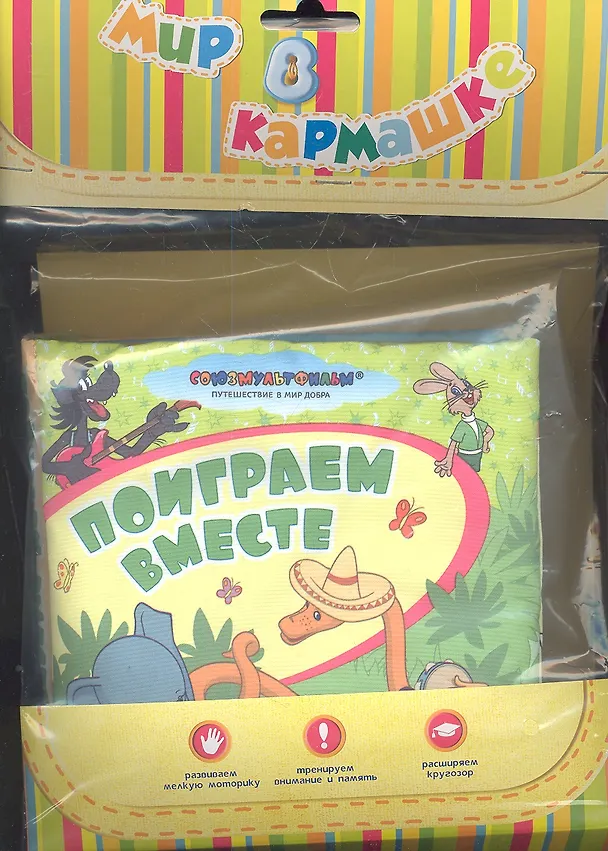 Мир
в
кармашке
СОЮЗМУЛЬТФИЛЬМ®
ПУТЕШЕСТВИЕ В МИР ДОБРА
ПОИГРАЕМ
ВМЕСТЕ
развиваем
мелкую моторику
тренируем
внимание и память
расширяем
кругозор